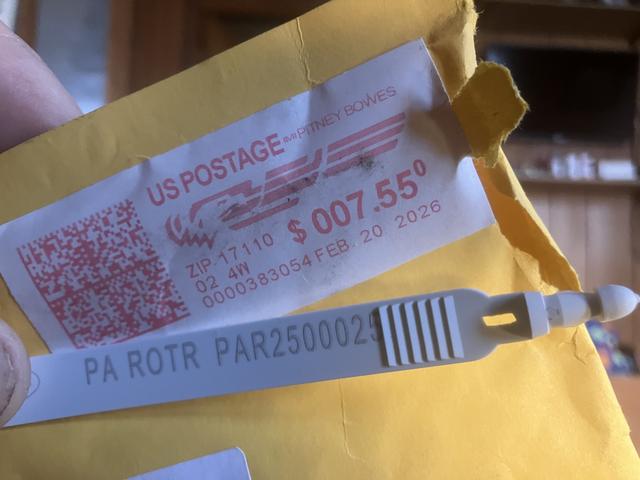 US POSTAGE IMI PITNEY BOWES
ZIP 17110 $ 007.55⁰
02 4W
0000383054 FEB. 20 2026
PA ROTR PAR2500025